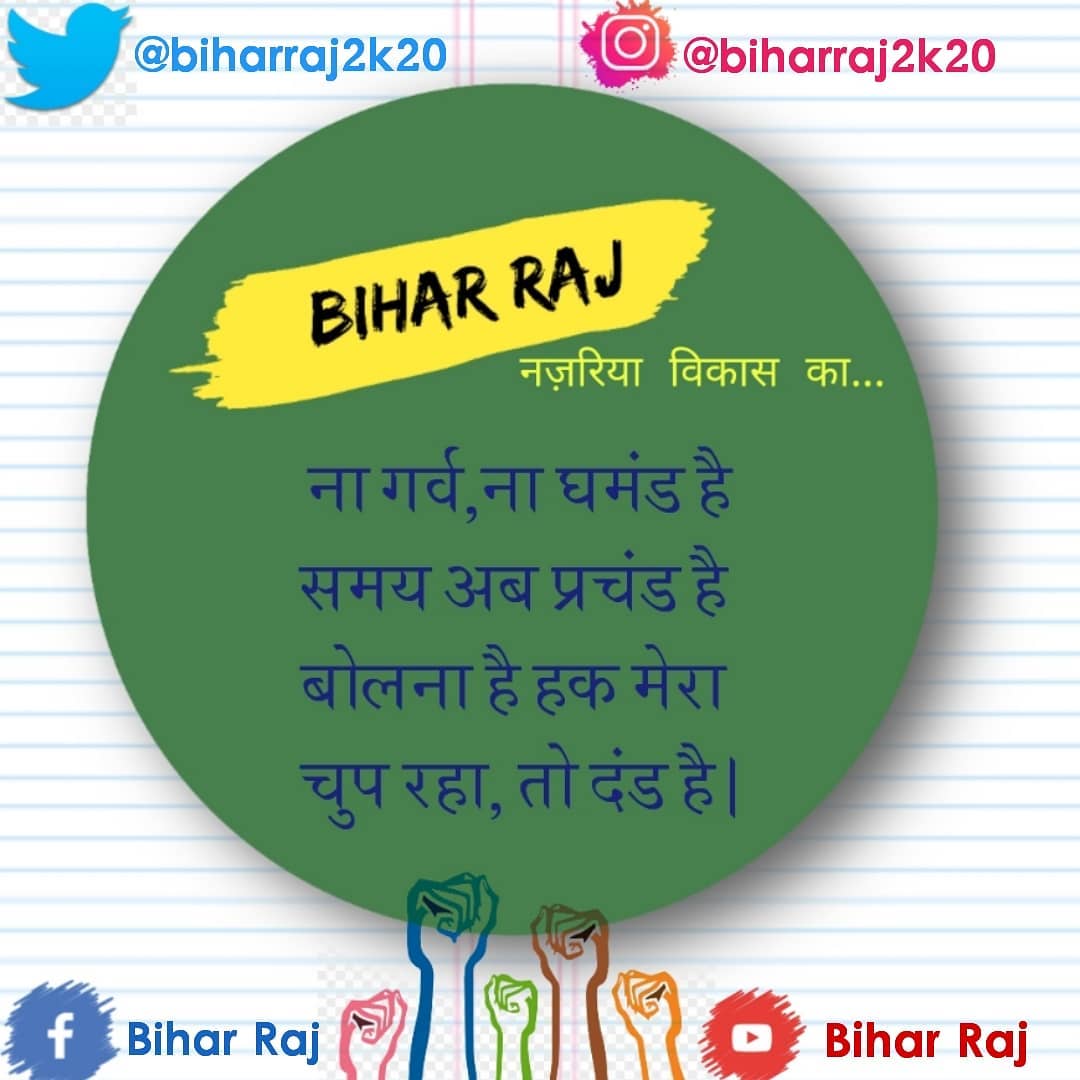 @biharraj2k20
@biharraj2k20
BIHAR RAJ
नज़रिया विकास का...
ना गर्व,ना घमंड है
समय अब प्रचंड है
बोलना है हक मेरा
चुप रहा, तो दंड है।
Bihar Raj
Bihar Raj